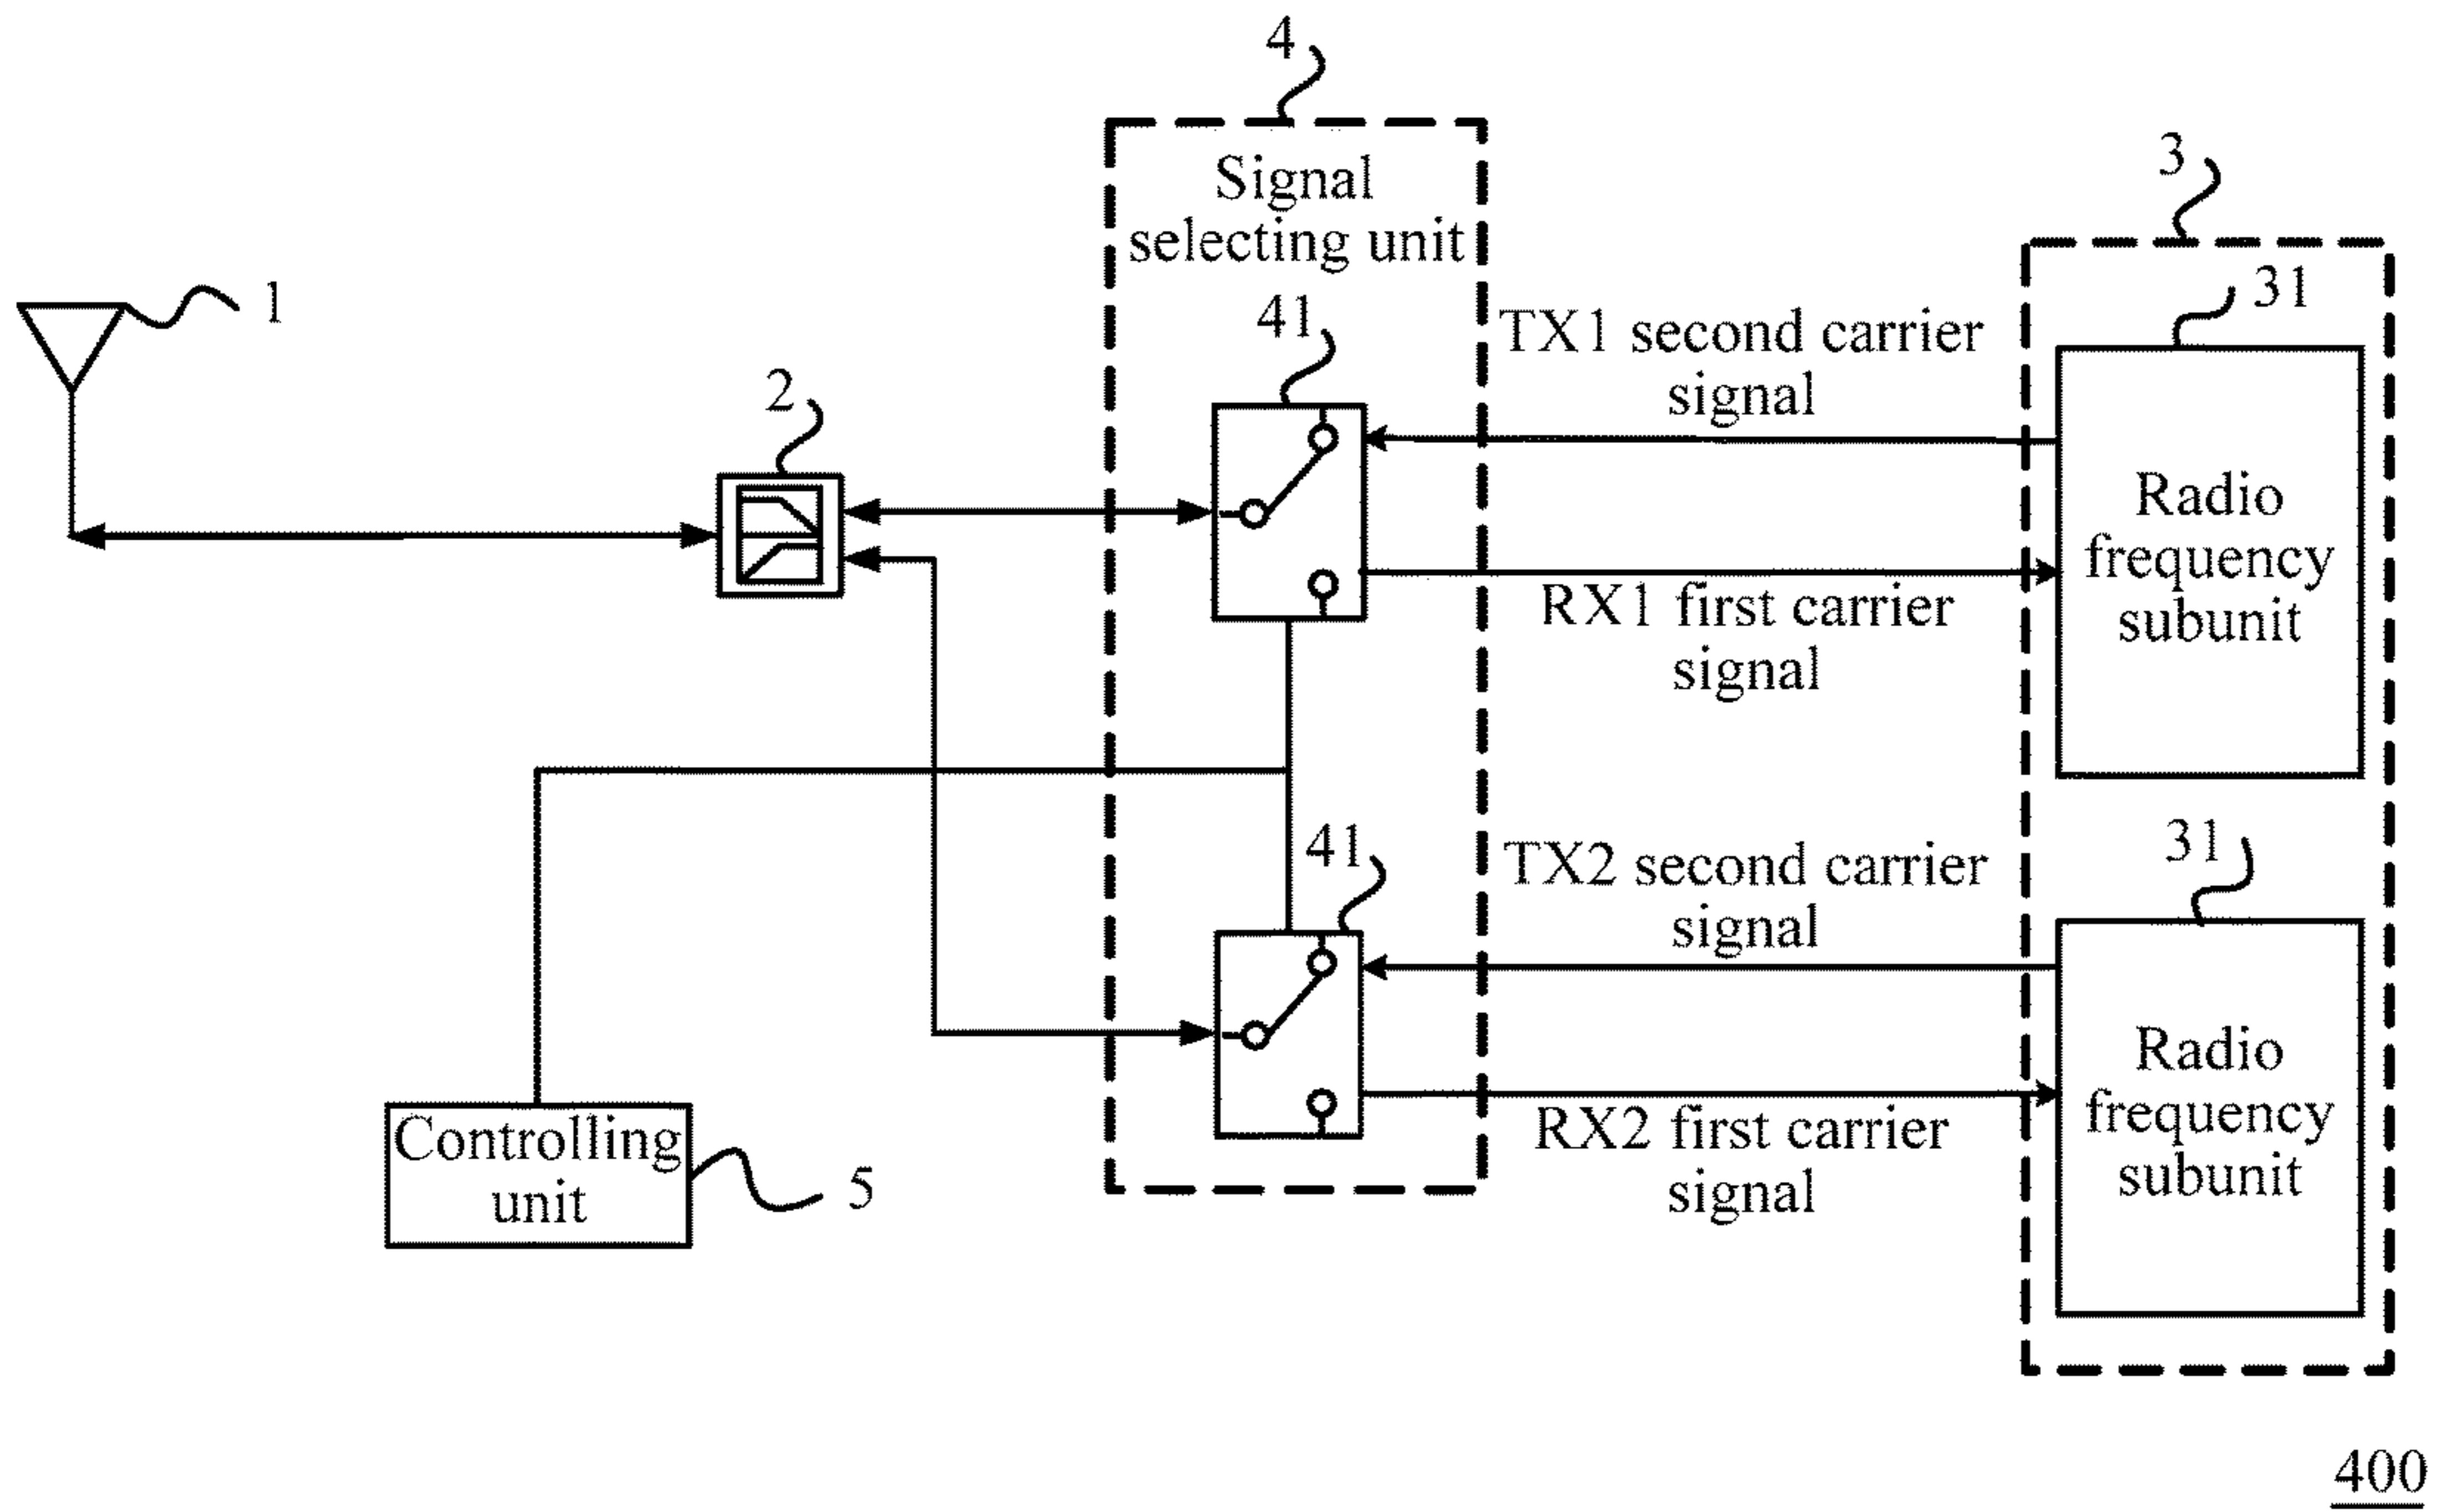 4
Signal
selecting unit
3
31
1
41
TX1 second carrier
signal
2
Radio
frequency
subunit
RX1 first carrier
signal
41
TX2 second carrier
signal
31
Radio
frequency
subunit
Controlling
unit
5
RX2 first carrier
signal
400